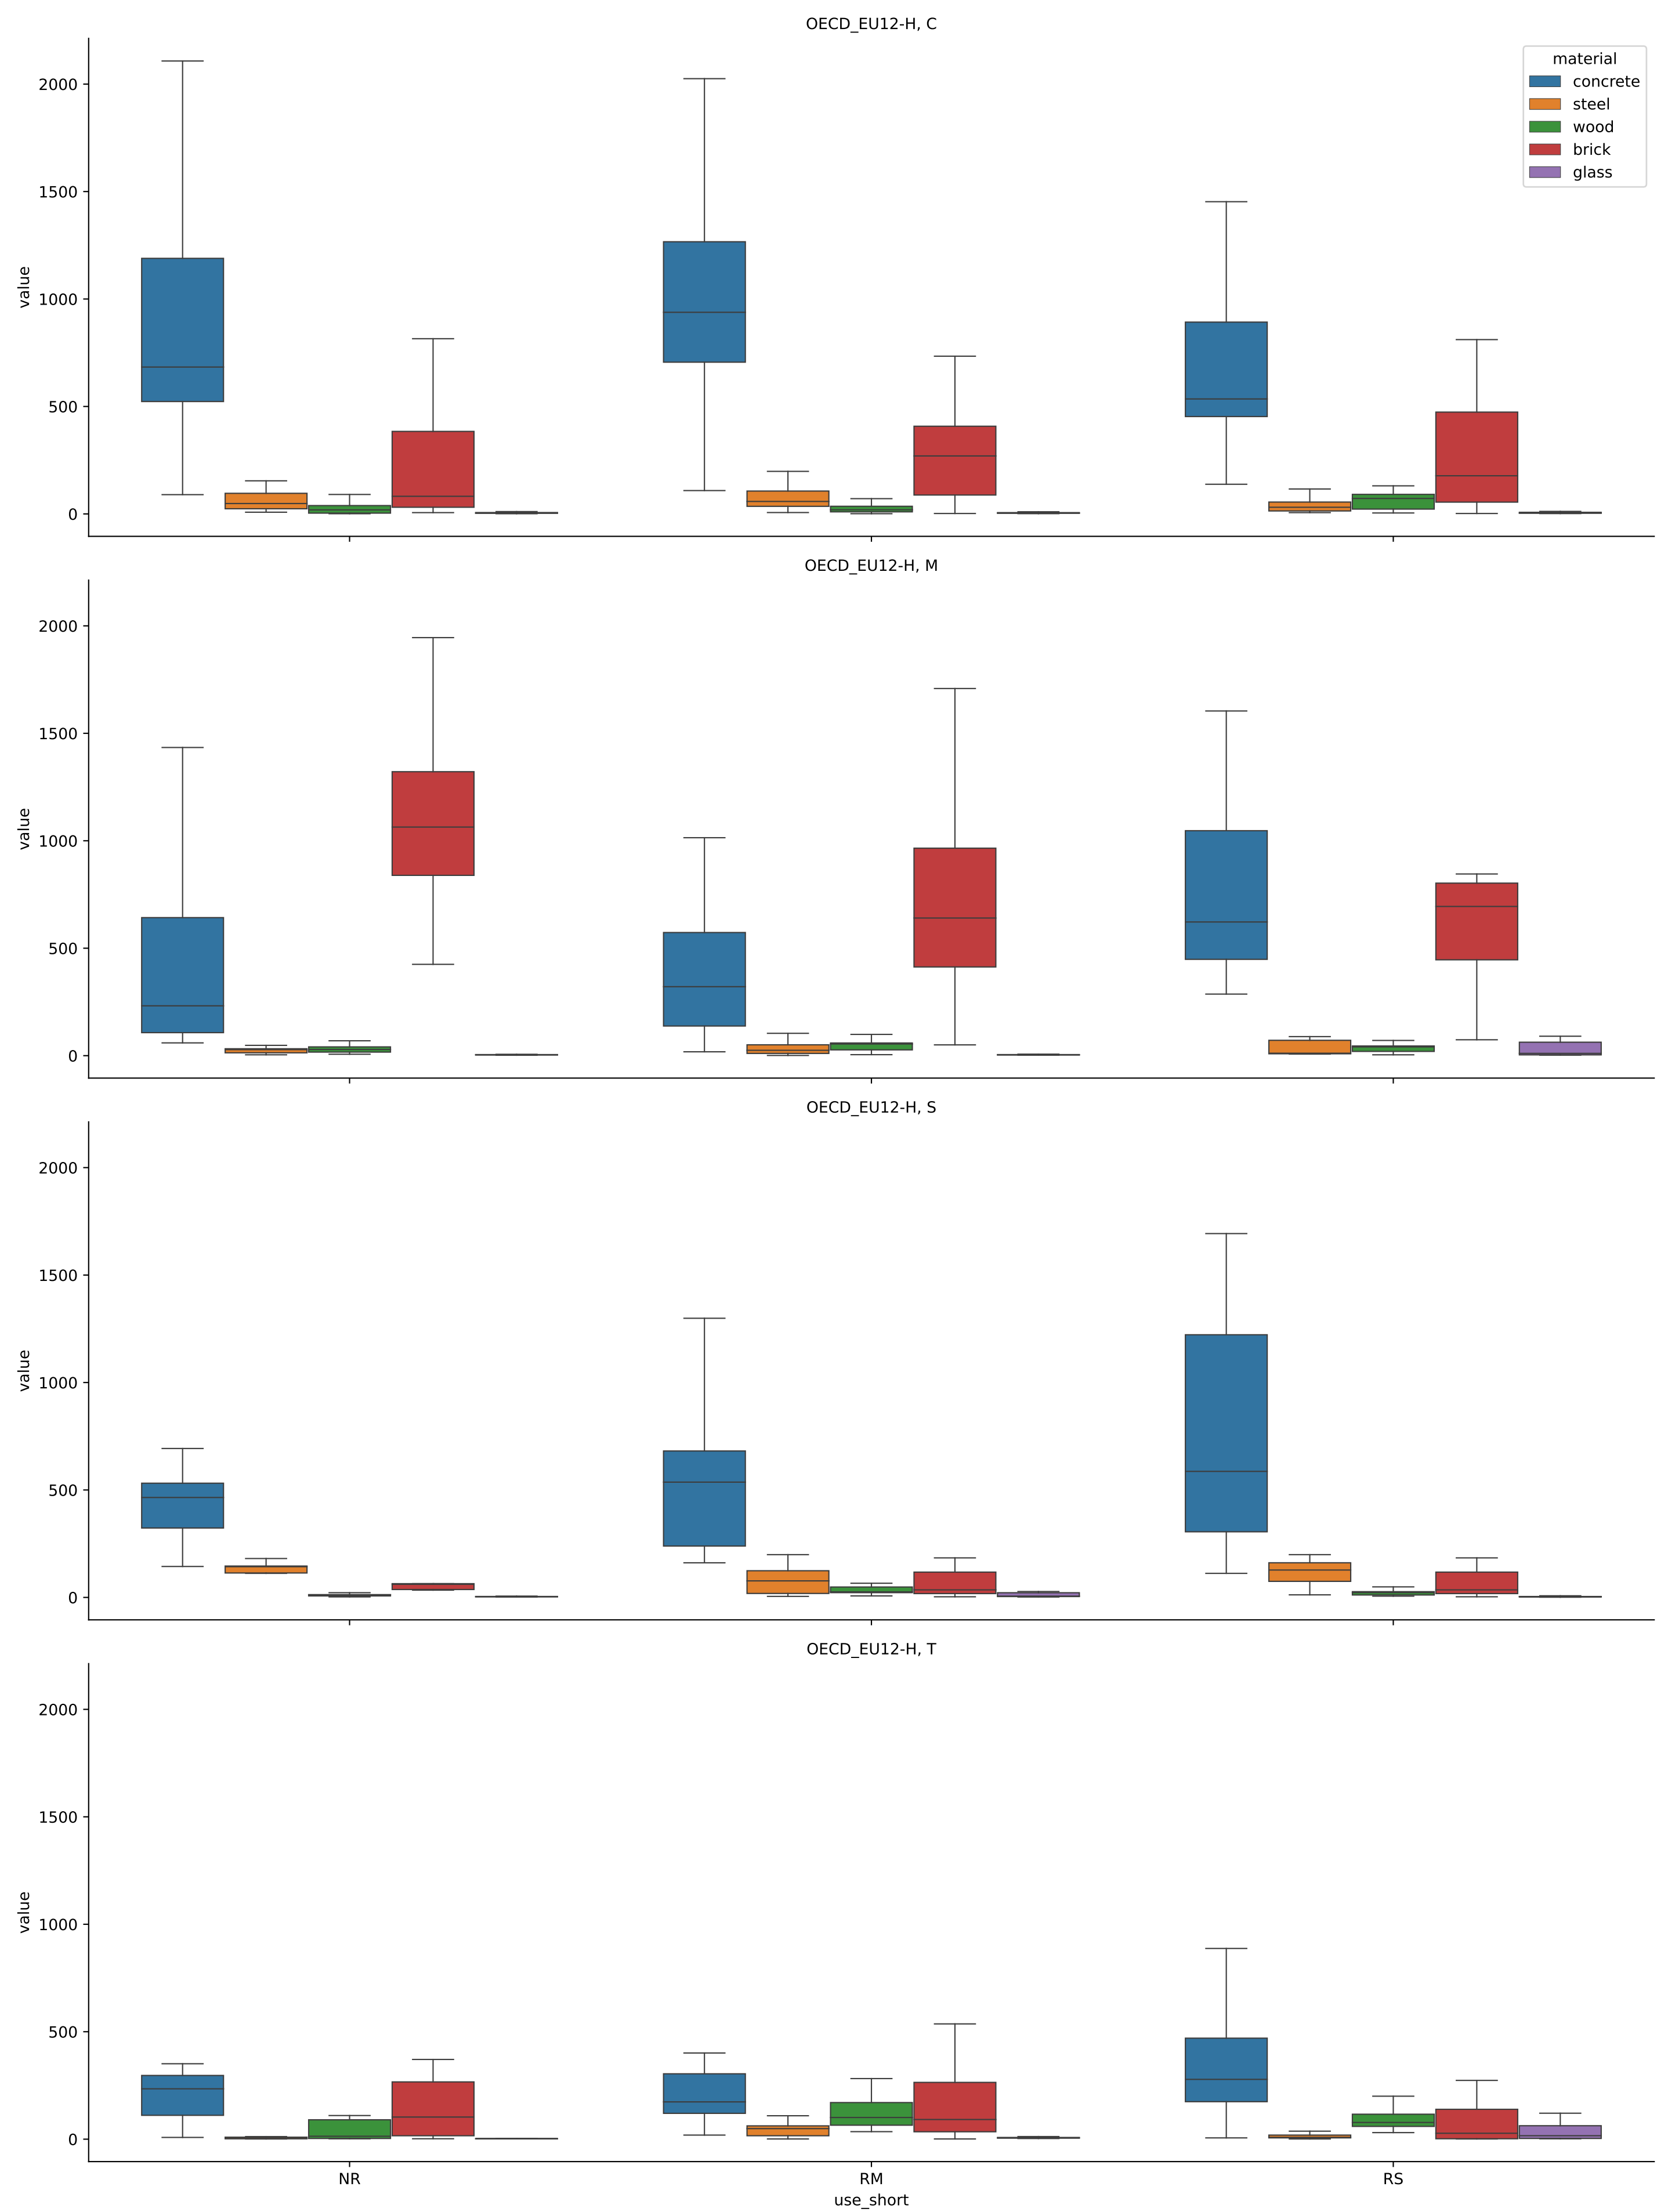 OECD_EU12-H, C
value
2000
1500
1000
500
0
material
concrete
steel
wood
brick
glass
OECD_EU12-H, M
value
2000
1500
1000
500
0
OECD_EU12-H, S
value
2000
1500
1000
500
0
OECD_EU12-H, T
value
2000
1500
1000
500
0
NR RM RS
use_short